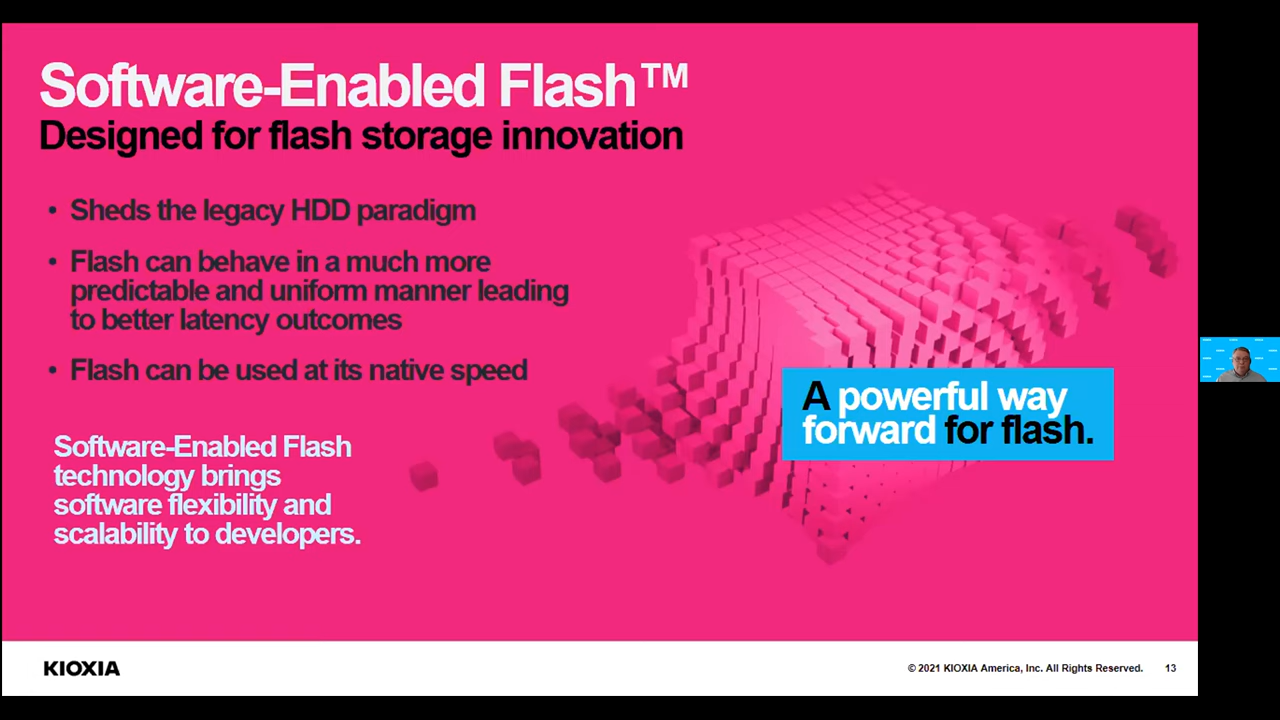 Software-Enabled Flash™
Designed for flash storage innovation
• Sheds the legacy HDD paradigm
• Flash can behave in a much more
predictable and uniform manner leading
to better latency outcomes
• Flash can be used at its native speed
Software-Enabled Flash
technology brings
software flexibility and
scalability to developers.
A powerful way
forward for flash.
KIOXIA
© 2021 KIOXIA America, Inc. All Rights Reserved. 13